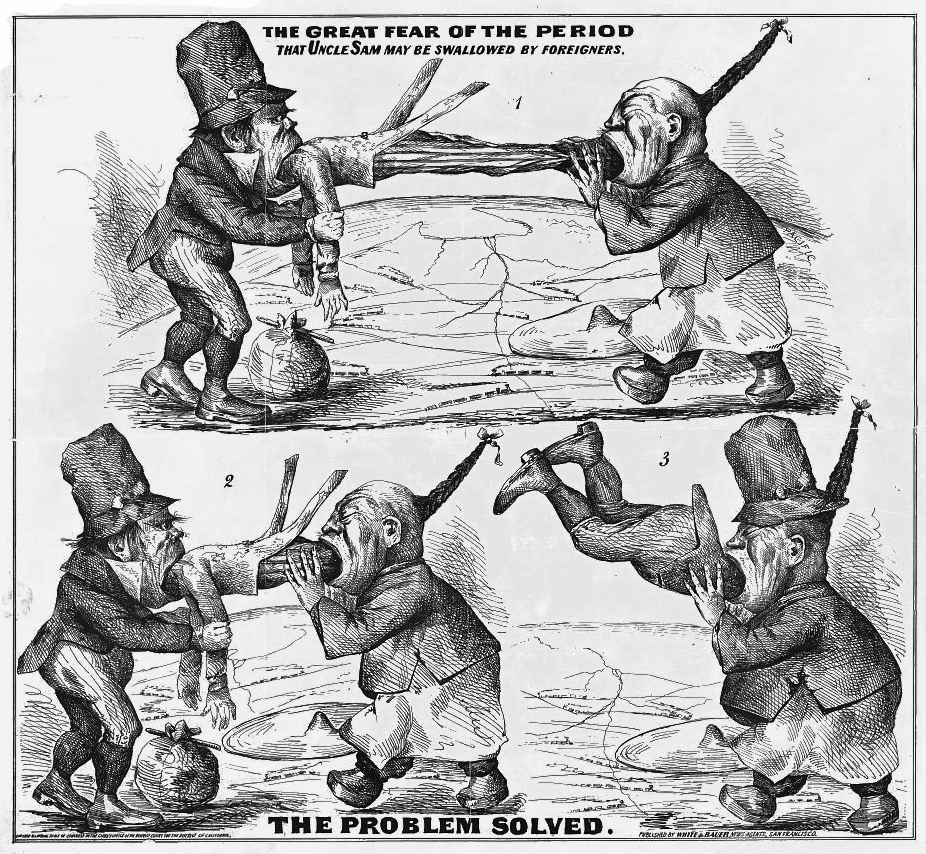 THE GREAT FEAR OF THE PERIOD
THAT UNCLE SAM MAY BE SWALLOWED BY FOREIGNERS.
1
2
3
THE PROBLEM SOLVED.
PUBLISHED BY WHITE & BAUER, NEWS AGENTS, SAN FRANCISCO.